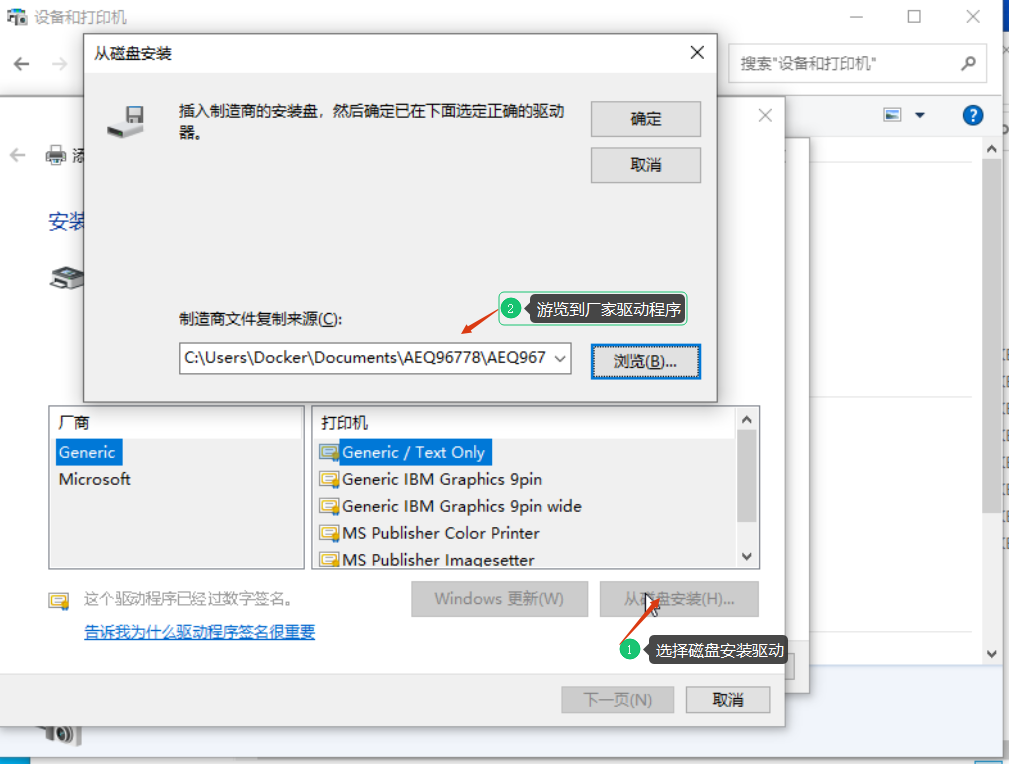 设备和打印机
从磁盘安装
搜索"设备和打印机"
插入制造商的安装盘，然后确定已在下面选定正确的驱动
器。
确定
取消
安装
2
游览到厂家驱动程序
制造商文件复制来源(C):
C:\Users\Docker\Documents\AEQ96778\AEQ967
浏览(B)...
厂商
打印机
Generic
Generic / Text Only
Microsoft
Generic IBM Graphics 9pin
Generic IBM Graphics 9pin wide
MS Publisher Color Printer
MS Publisher Imagesetter
这个驱动程序已经过数字签名。
Windows 更新(W)
从磁盘安装(H)...
告诉我为什么驱动程序签名很重要
1
选择磁盘安装驱动
下一页(N)
取消